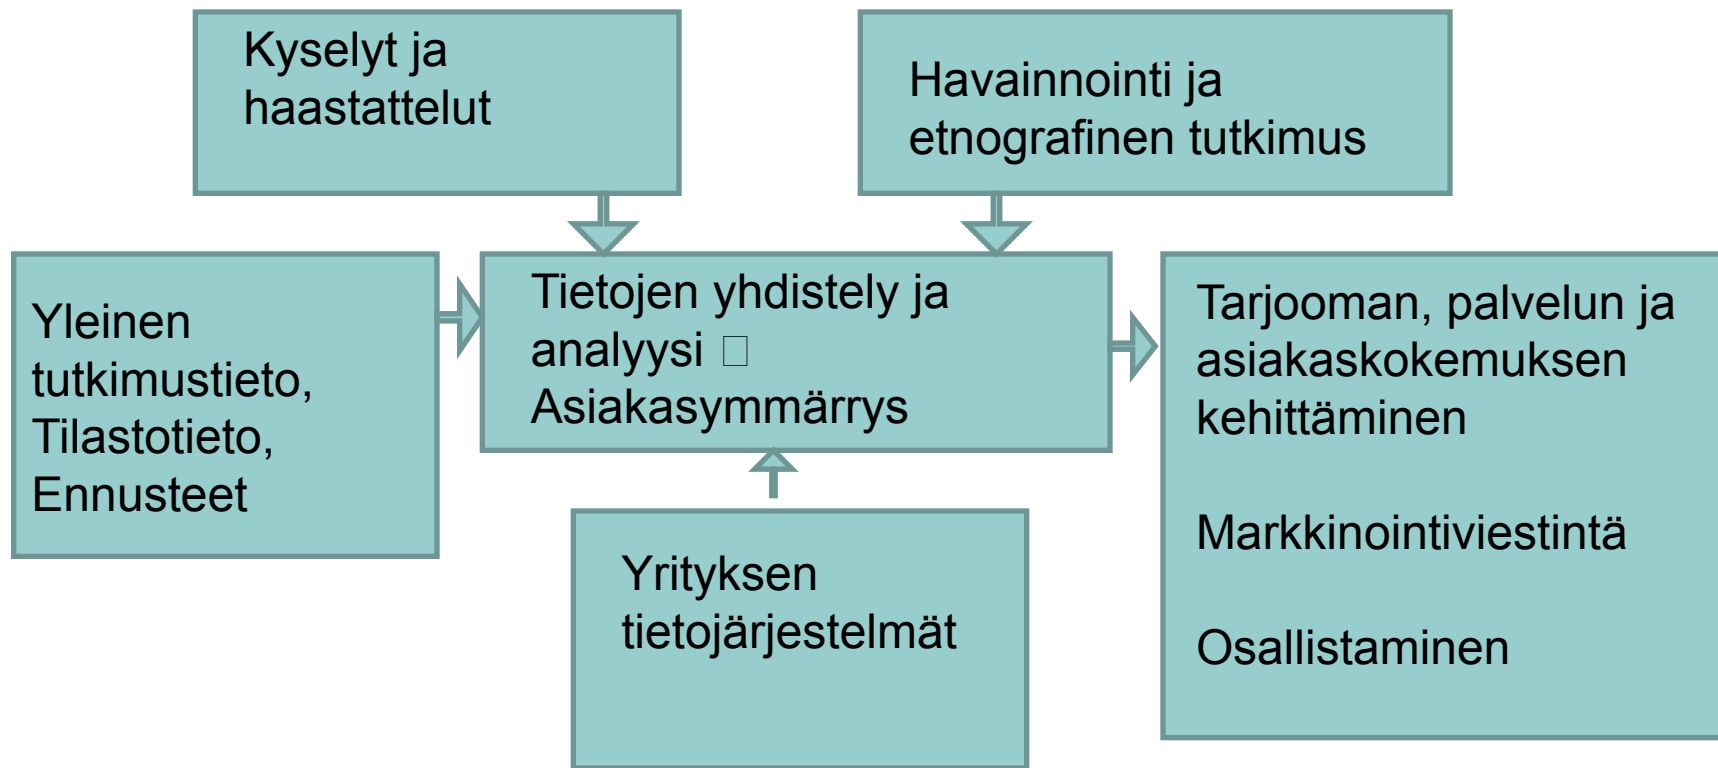 Kyselyt ja
haastattelut
Havainnointi ja
etnografinen tutkimus
Yleinen
tutkimustieto,
Tilastotieto,
Ennusteet
Tietojen yhdistely ja
analyysi □
Asiakasymmärrys
Yrityksen
tietojärjestelmät
Tarjooman, palvelun ja
asiakaskokemuksen
kehittäminen
Markkinointiviestintä
Osallistaminen